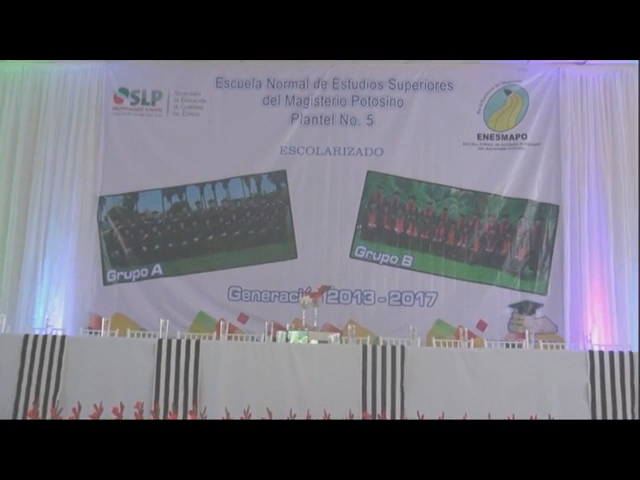 Escuela Normal de Estudios Superiores
del Magisterio Potosino
Plantel No. 5
SLP
ENESMAPO
ESCOLARIZADO
Grupo A
Grupo B
Generación 2013 - 2017